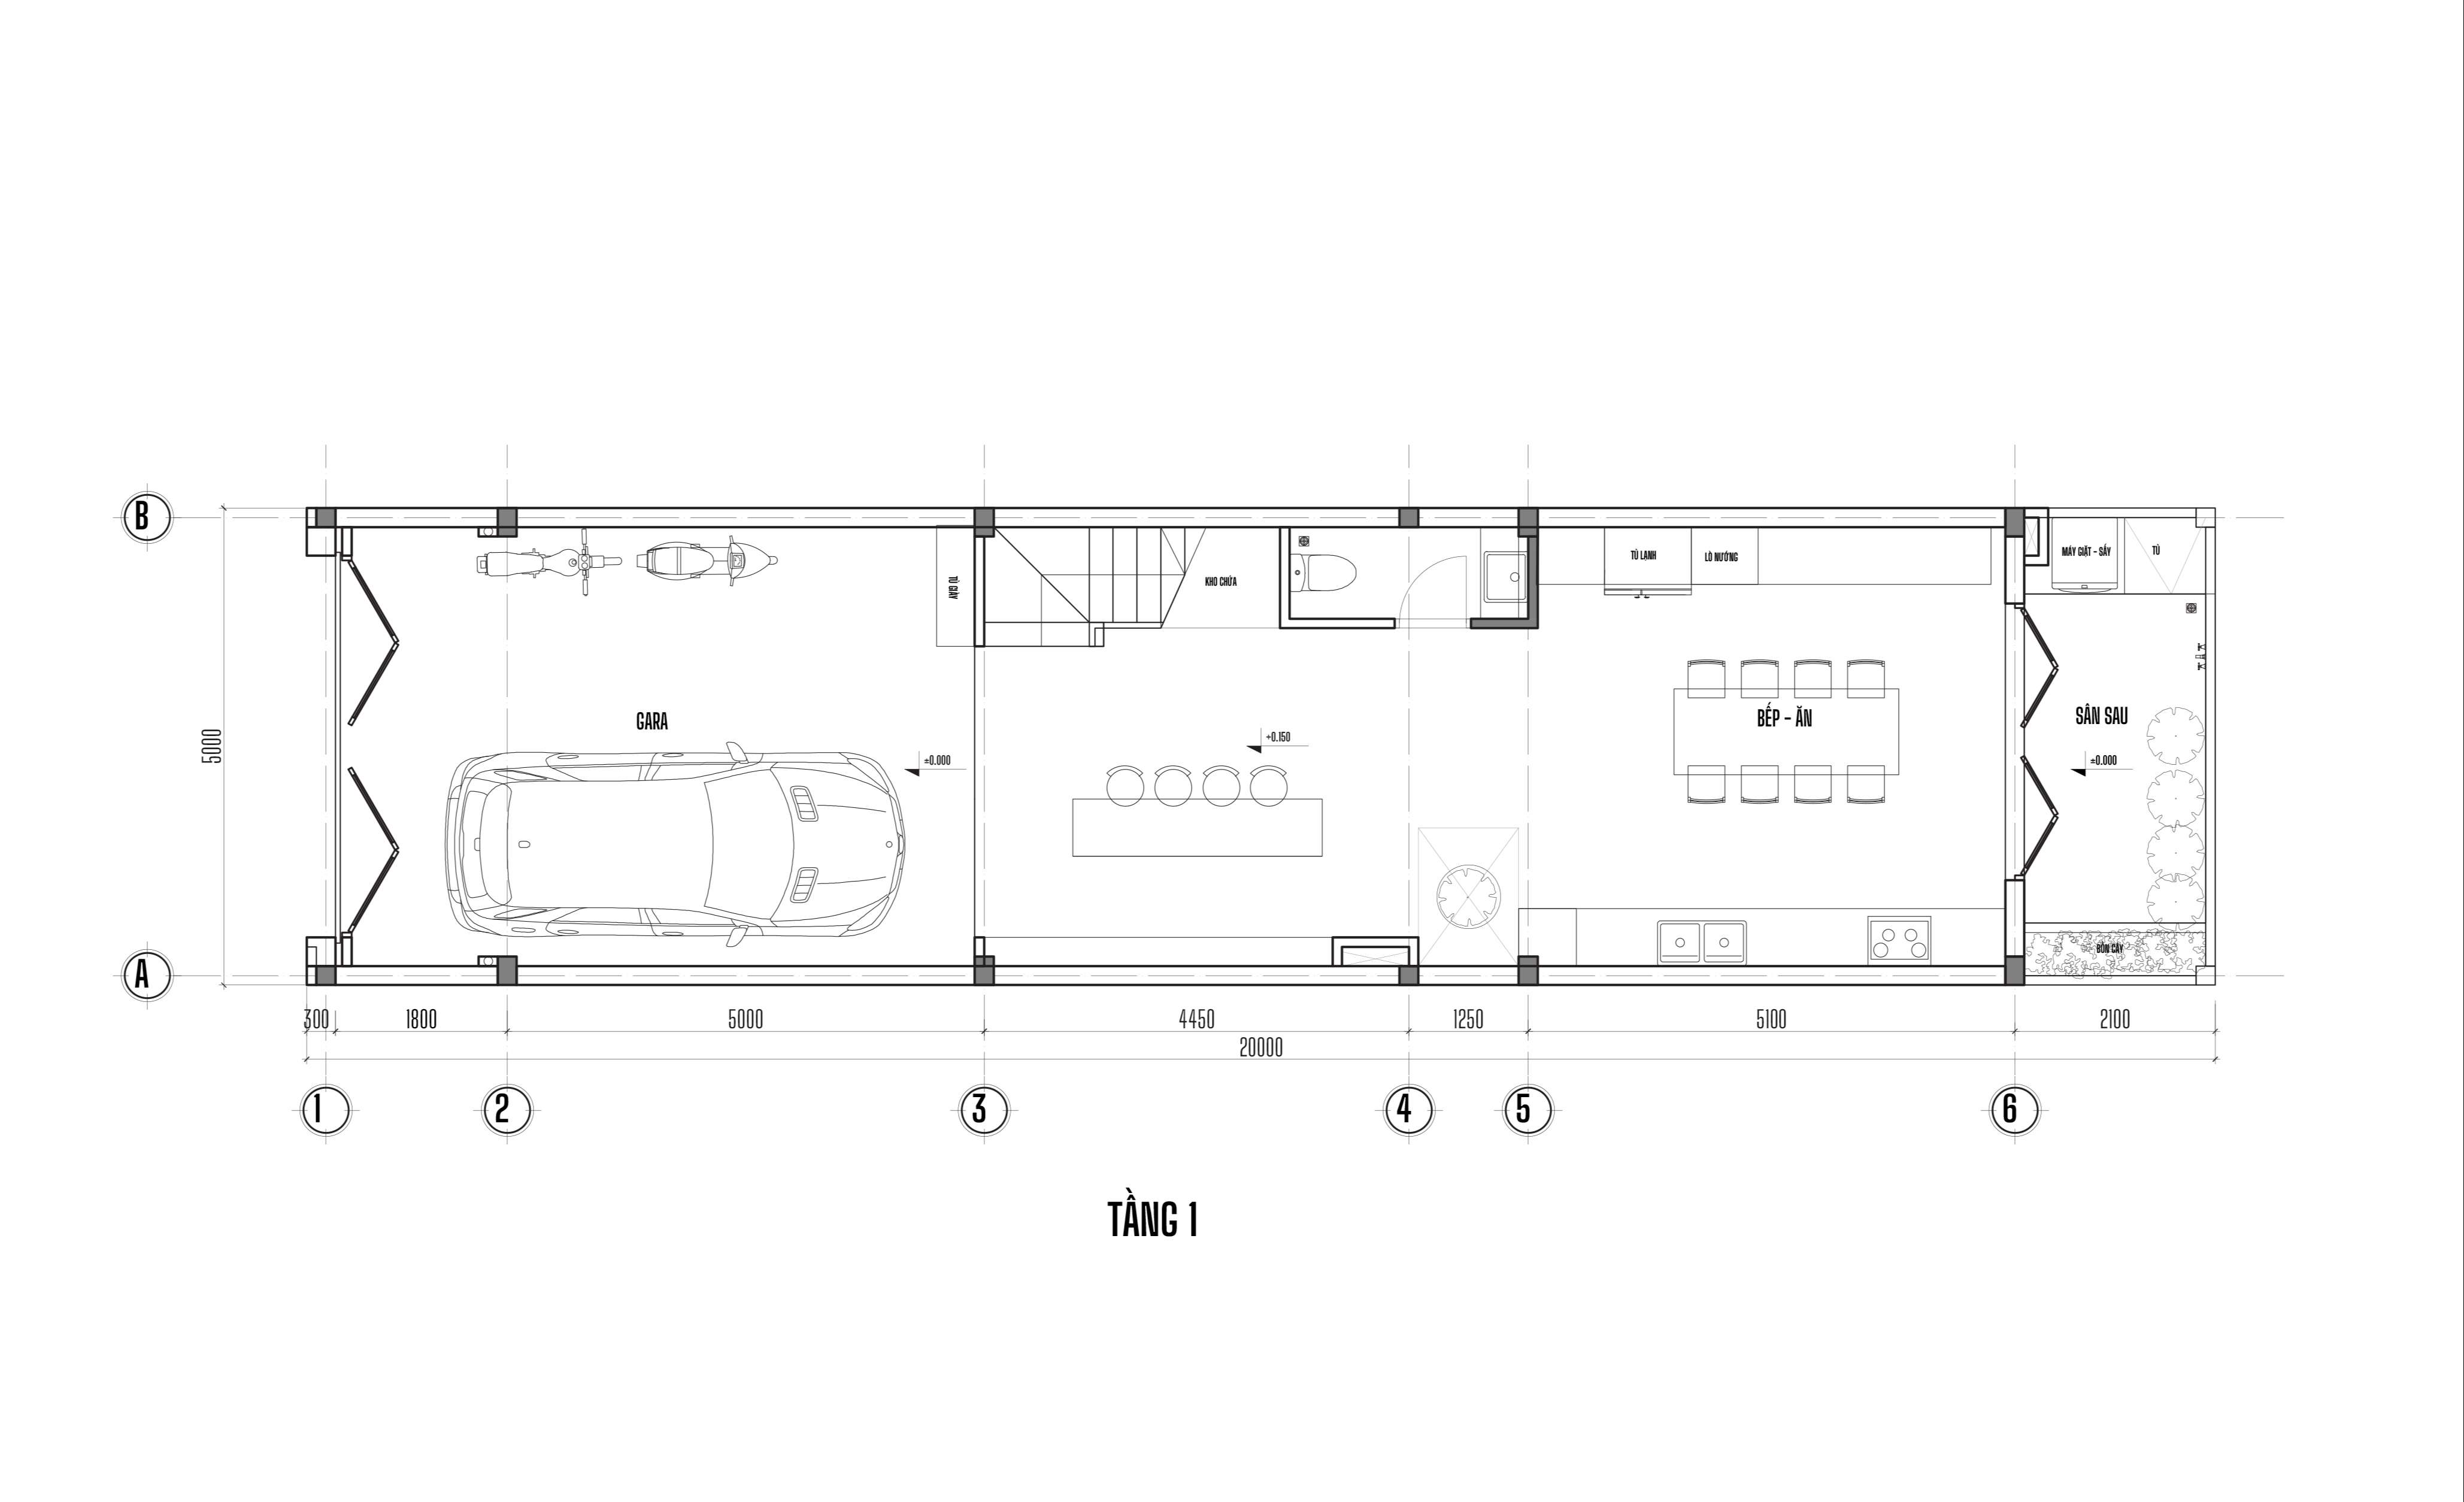 B
TỦ GIÀY
KHO CHỨA
TỦ LẠNH
LÒ NƯỚNG
MÁY GIẶT - SẤY
TỦ
GARA
BẾP - ĂN
SÂN SAU
+0.150
±0.000
±0.000
5000
BỒN CÂY
A
300
1800
5000
4450
1250
5100
2100
20000
1
2
3
4
5
6
TẦNG 1